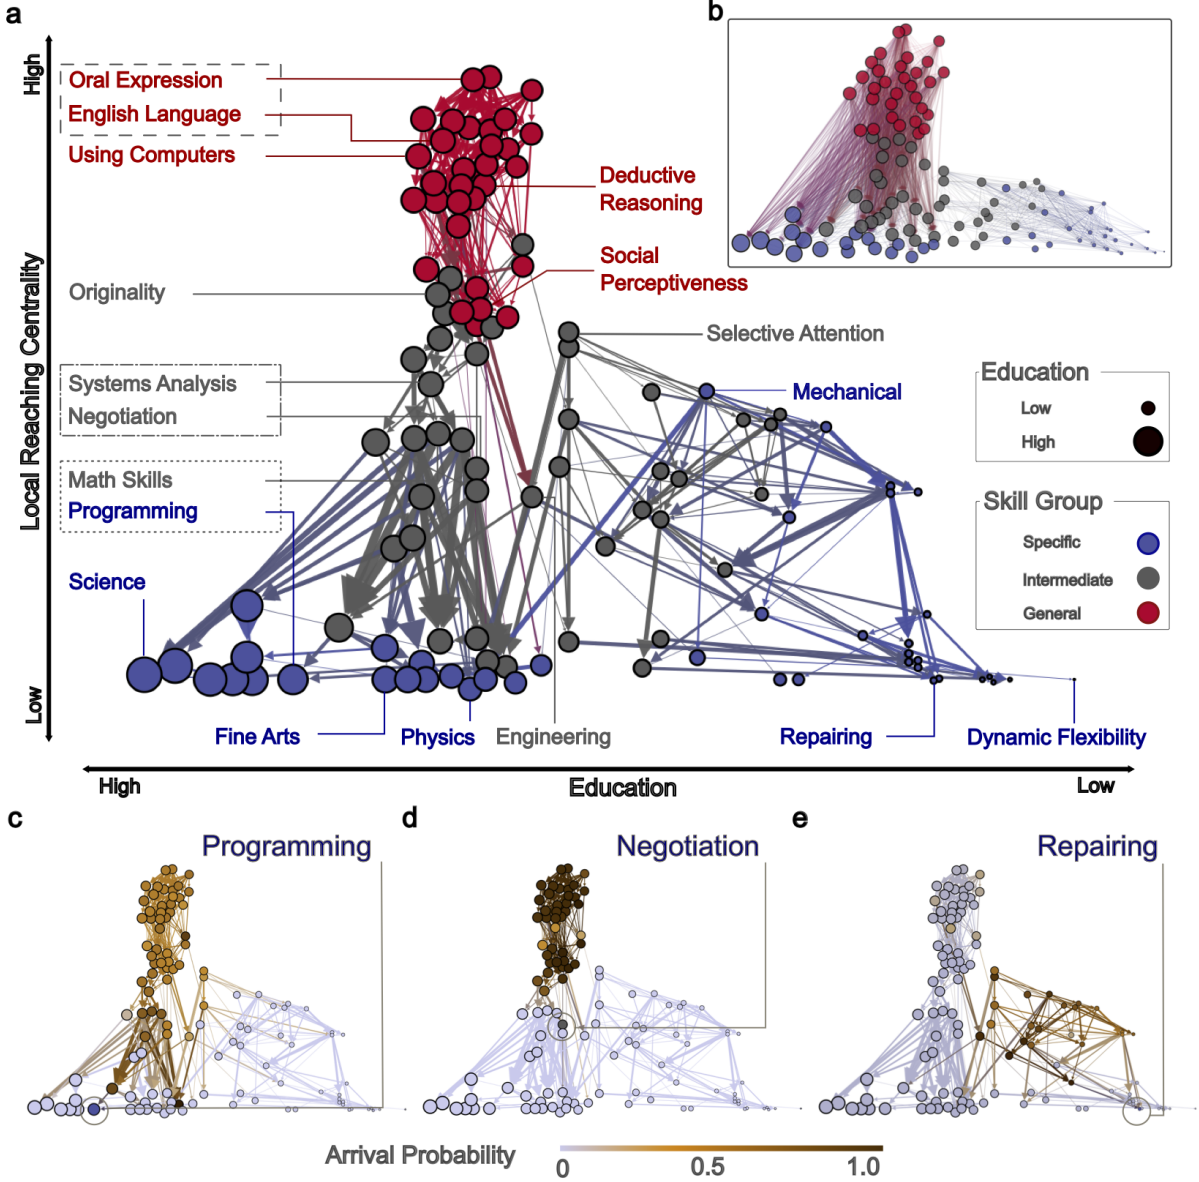 a
b
High
Local Reaching Centrality
Low
Oral Expression
English Language
Using Computers
Deductive
Reasoning
Social
Perceptiveness
Originality
Selective Attention
Systems Analysis
Negotiation
Mechanical
Math Skills
Programming
Science
Education
Low
High
Skill Group
Specific
Intermediate
General
Fine Arts
Physics
Engineering
Repairing
Dynamic Flexibility
High
Education
Low
c
Programming
d
Negotiation
e
Repairing
Arrival Probability
0
0.5
1.0